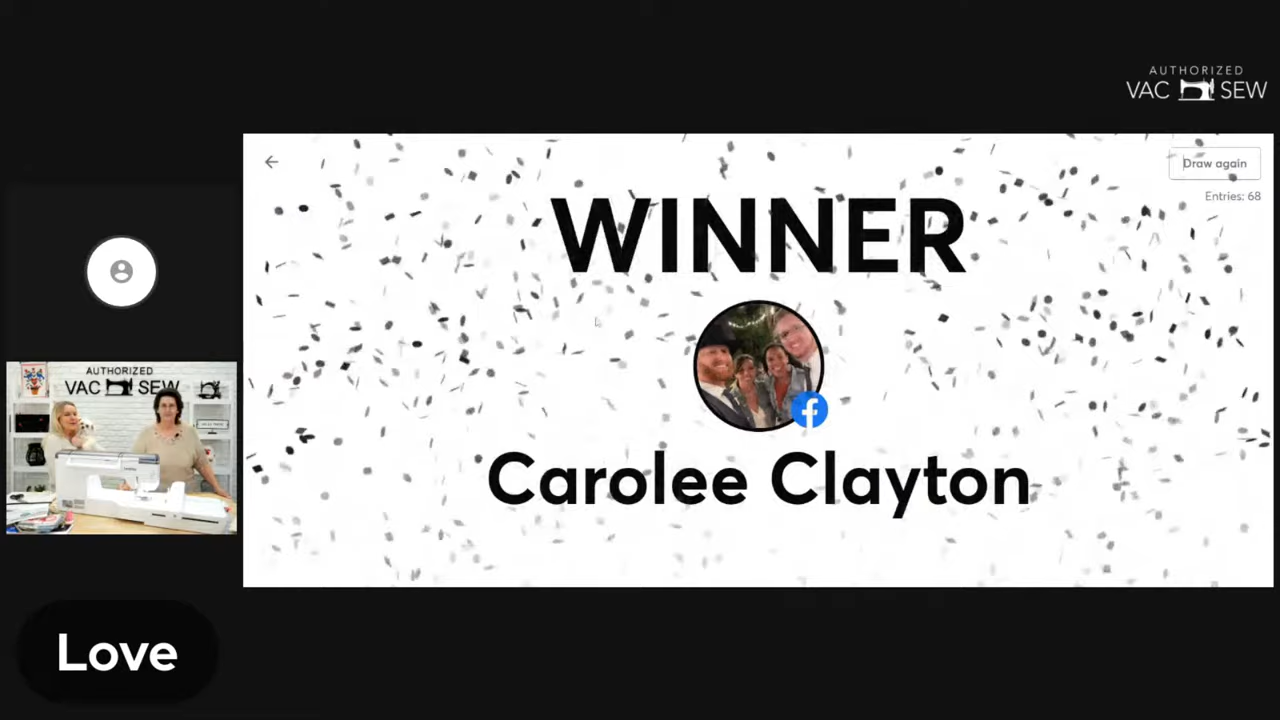 AUTHORIZED
VAC SEW
Draw again
Entries: 68
WINNER
Carolee Clayton
AUTHORIZED
VAC SEW
Love